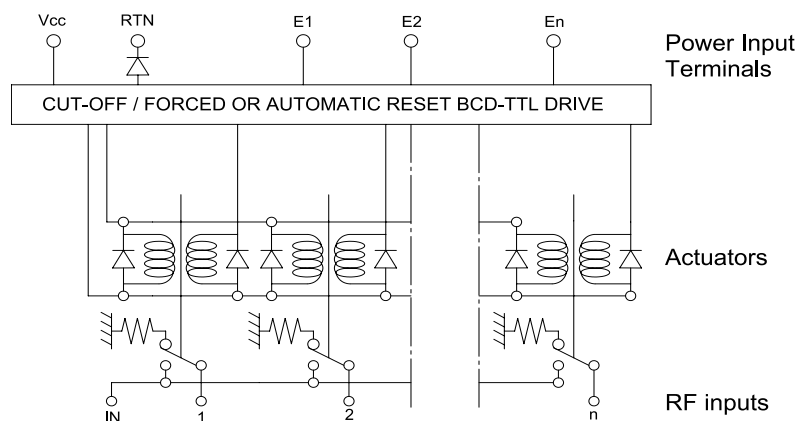 Vcc RTN E1 E2 En
Power Input
Terminals
CUT-OFF / FORCED OR AUTOMATIC RESET BCD-TTL DRIVE
Actuators
IN 1 2 n
RF inputs